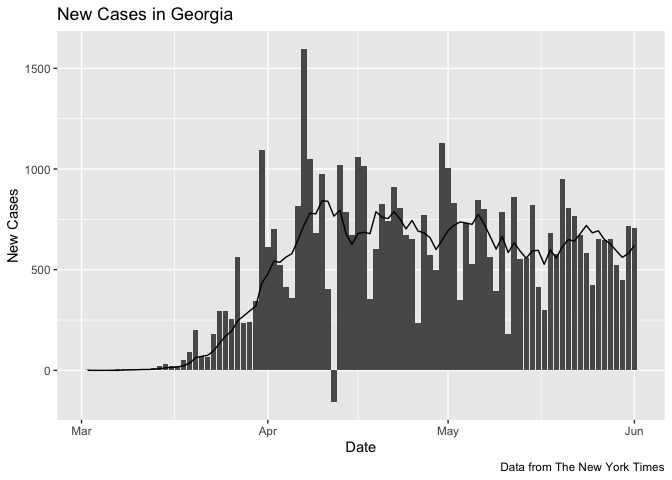 New Cases in Georgia
1500
1000
500
0
New Cases
Mar
Apr
May
Jun
Date
Data from The New York Times